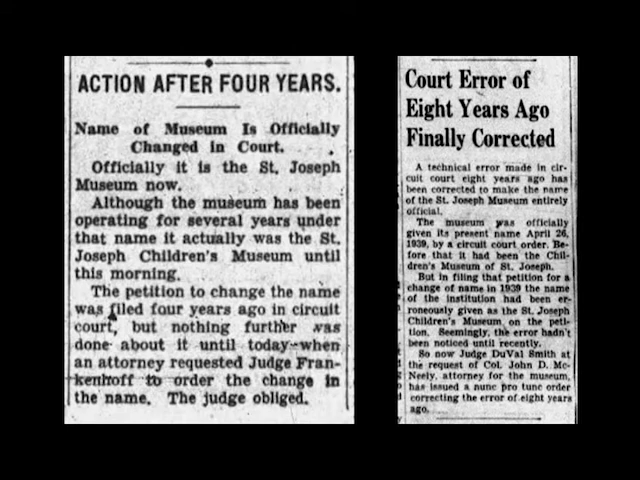 ACTION AFTER FOUR YEARS.
Name of Museum Is Officially
Changed in Court.
Officially it is the St. Joseph
Museum now.
Although the museum has been
operating for several years under
that name it actually was the St.
Joseph Children's Museum until
this morning.
The petition to change the name
was filed four years ago in circuit
court, but nothing further was
done about it until today—when
an attorney requested Judge Fran-
kenhoff to order the change in
the name. The judge obliged.
Court Error of
Eight Years Ago
Finally Corrected
A technical error made in cir-
cuit court eight years ago has
been corrected to make the name
of the St. Joseph Museum entirely
official.
The museum was officially
given its present name April 26,
1939, by a circuit court order. Be-
fore that it had been the Chil-
dren's Museum of St. Joseph.
But in filing that petition for a
change of name in 1939 the name
of the institution had been er-
roneously given as the St. Joseph
Children's Museum on the peti-
tion. Seemingly, the error hadn't
been noticed until recently.
So now Judge DuVal Smith at
the request of Col. John D. Mc-
Neely, attorney for the museum,
has issued a nunc pro tunc order
correcting the error of eight years
ago.